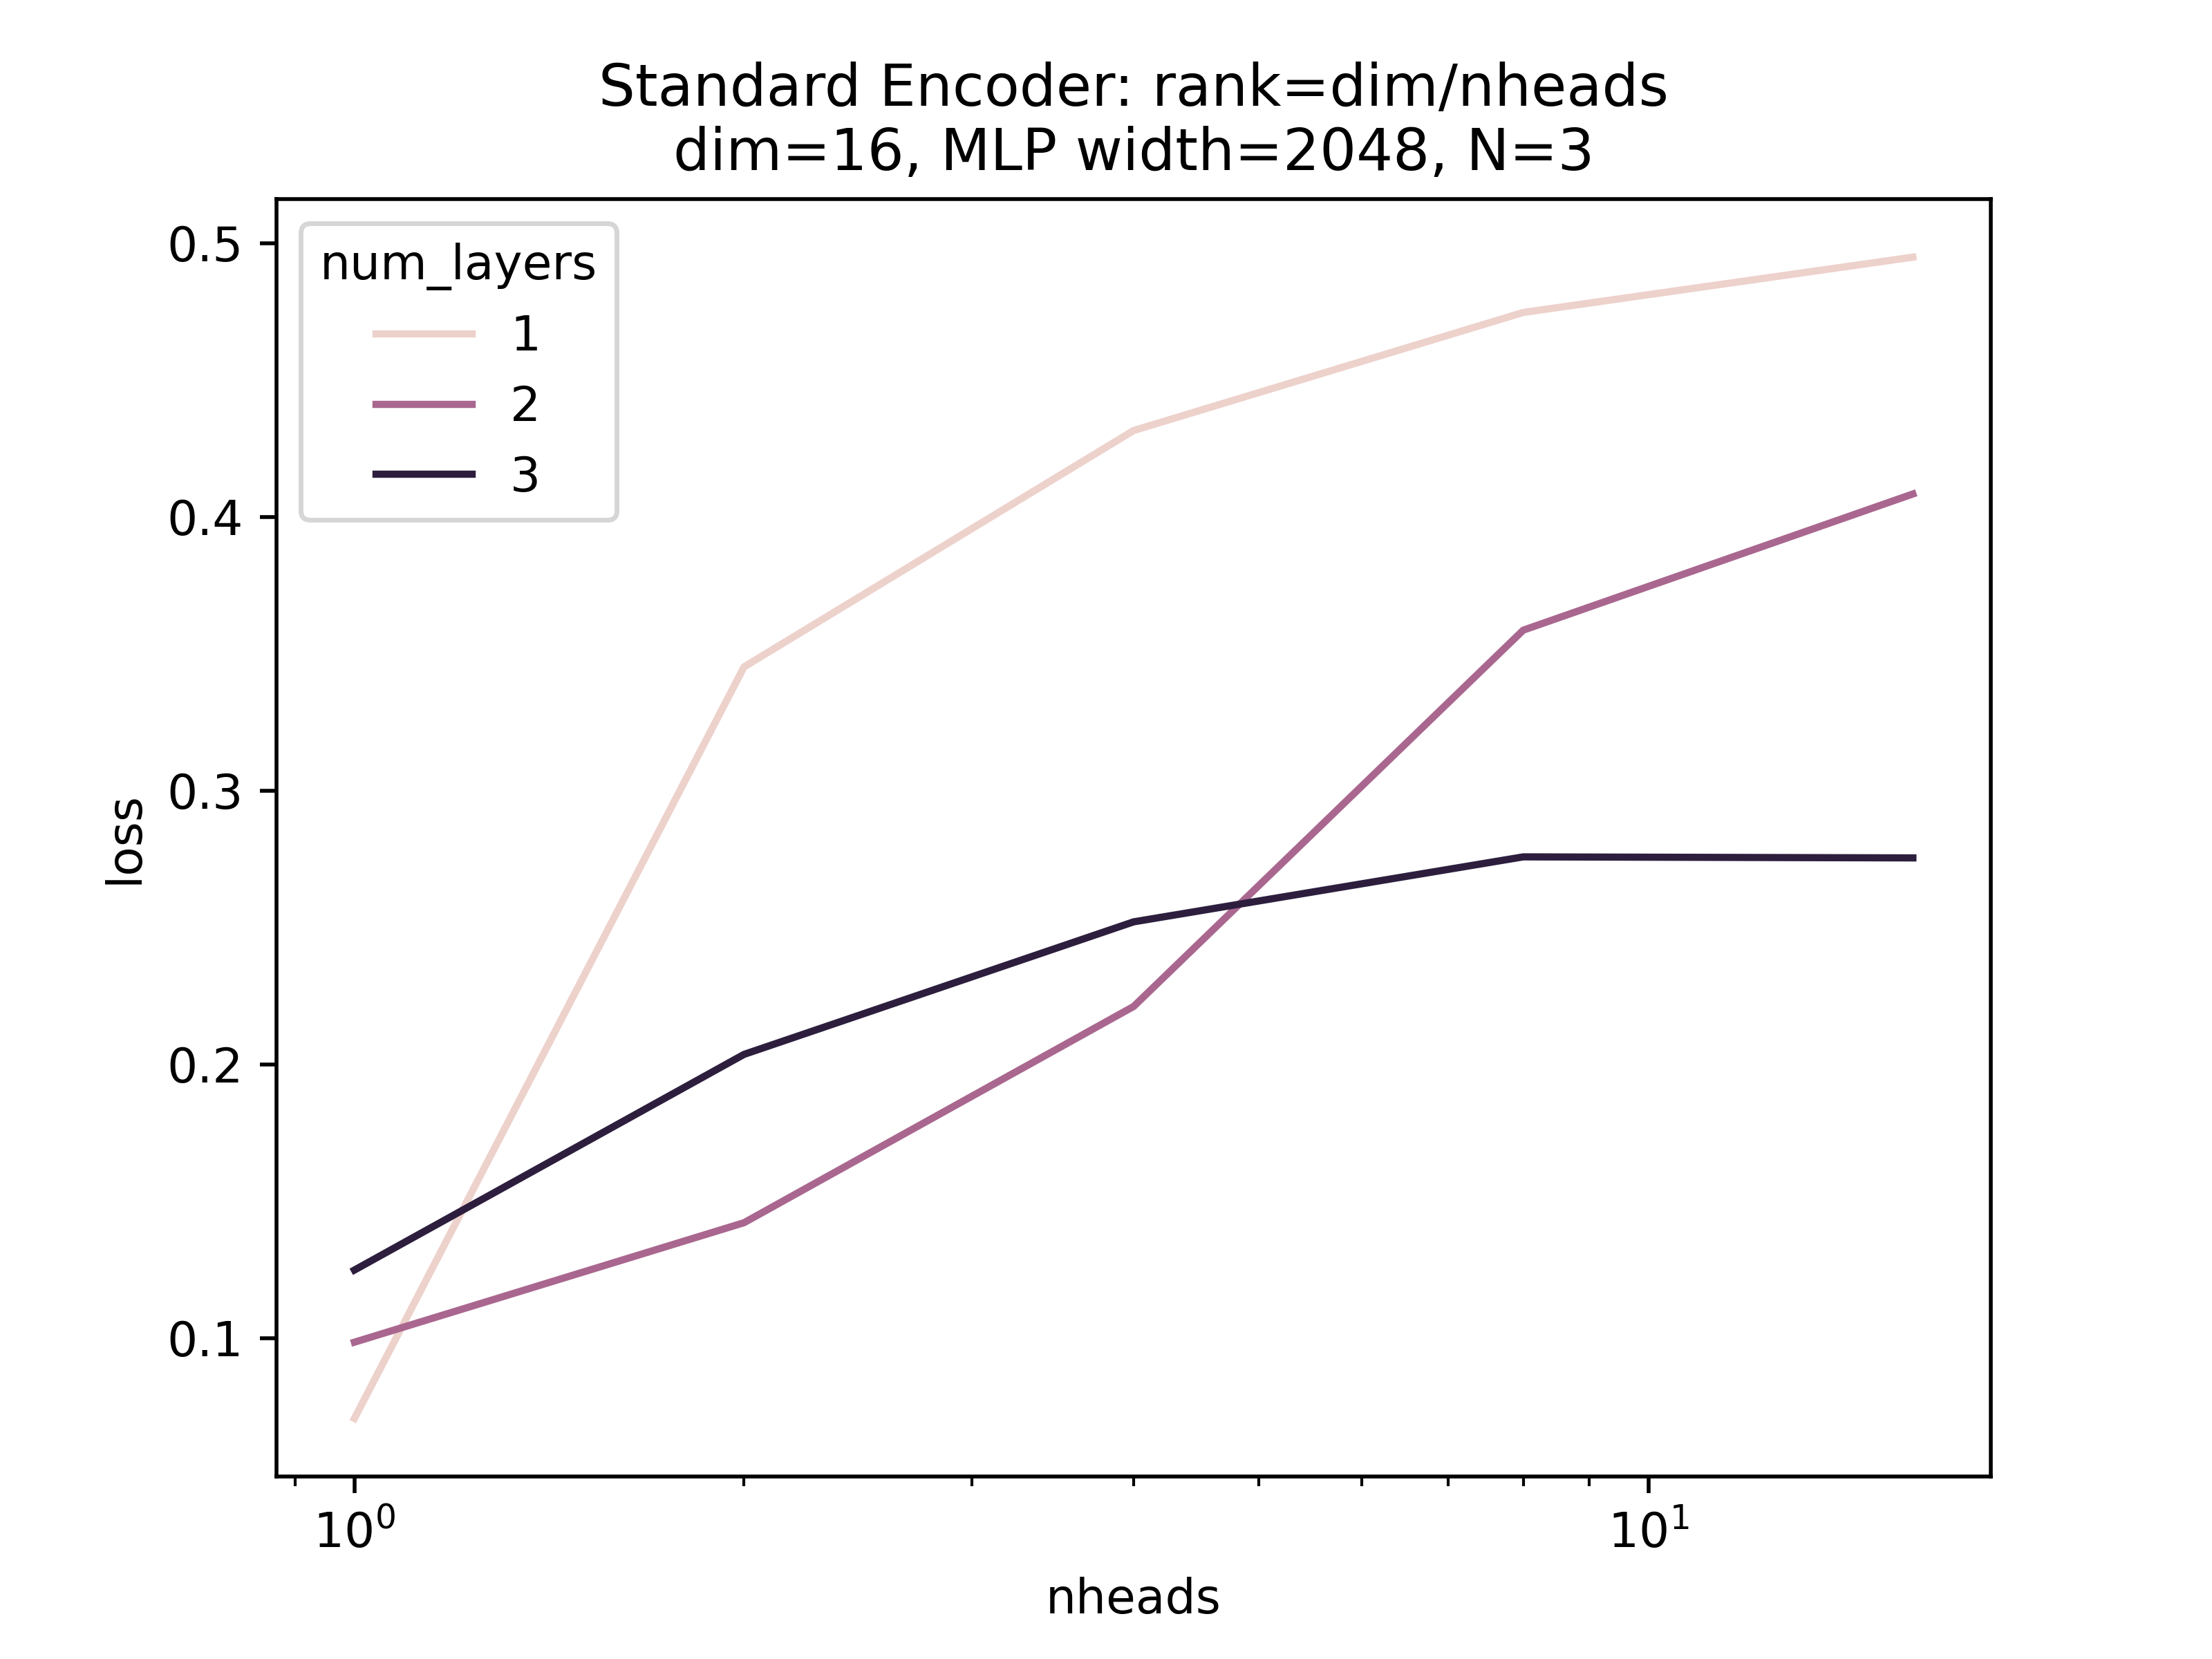 Standard Encoder: rank=dim/nheads
dim=16, MLP width=2048, N=3
num_layers
1
2
3
0.5
0.4
0.3
0.2
0.1
loss
10⁰
10¹
nheads